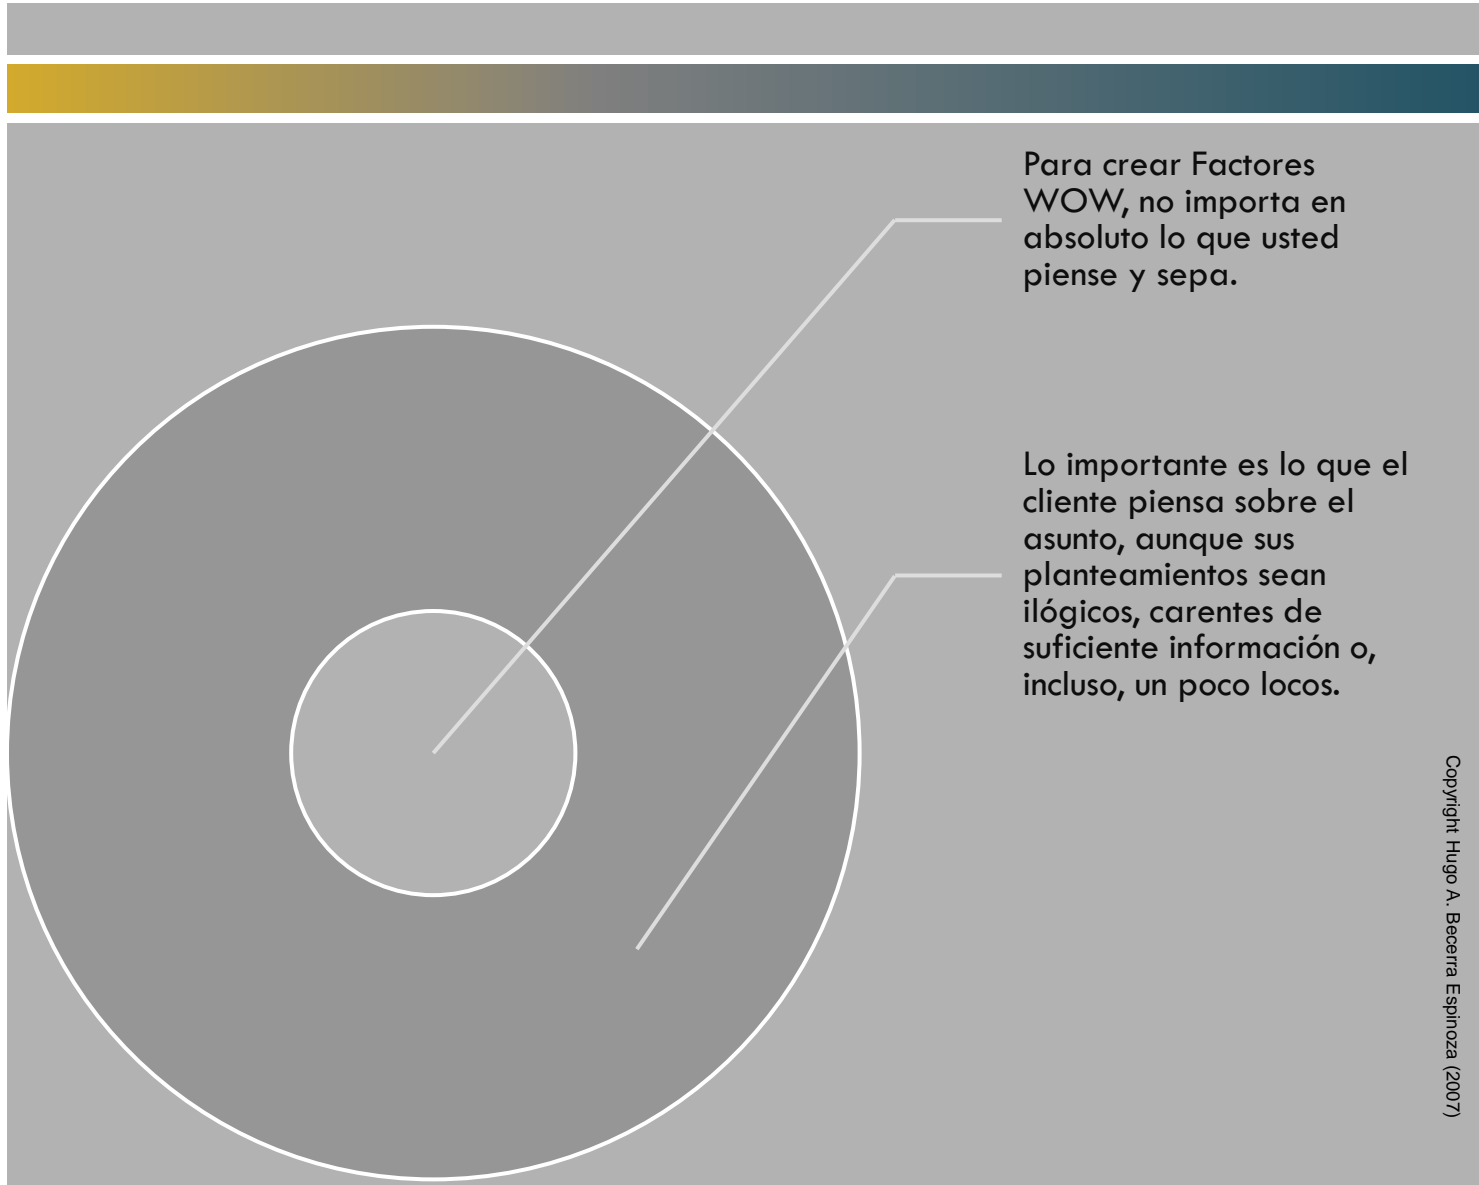 Para crear Factores
WOW, no importa en
absoluto lo que usted
piense y sepa.
Lo importante es lo que el
cliente piensa sobre el
asunto, aunque sus
planteamientos sean
ilógicos, carentes de
suficiente información o,
incluso, un poco locos.
Copyright Hugo A. Becerra Espinoza (2007)